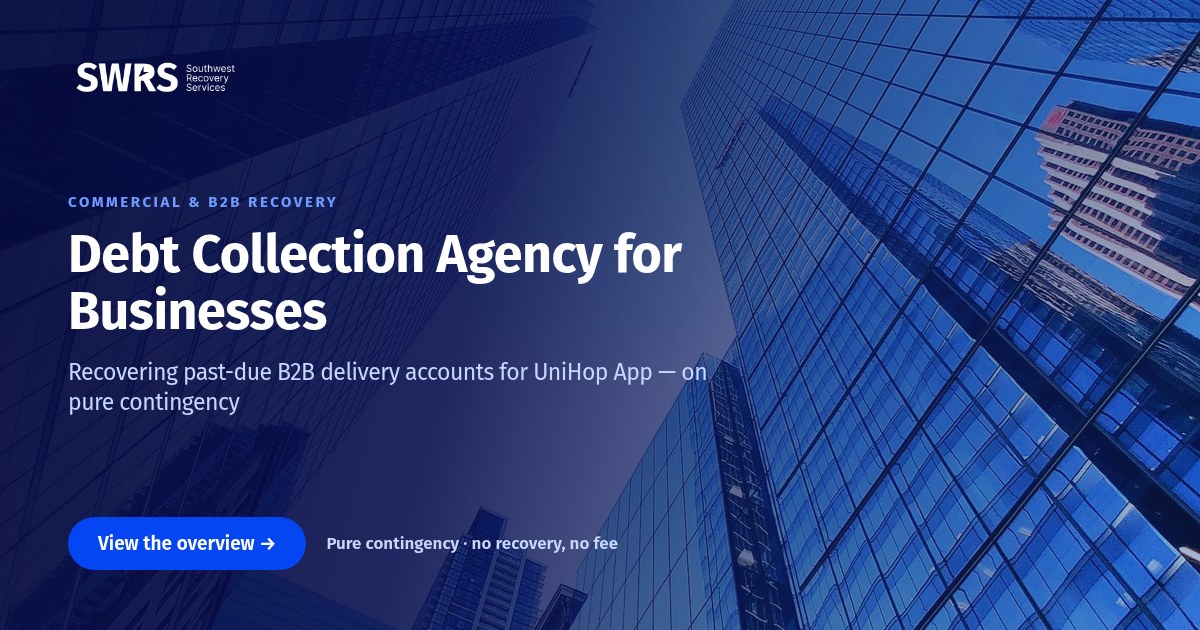 SWRS
Southwest
Recovery
Services
COMMERCIAL & B2B RECOVERY
Debt Collection Agency for
Businesses
Recovering past-due B2B delivery accounts for UniHop App — on
pure contingency
View the overview →
Pure contingency · no recovery, no fee